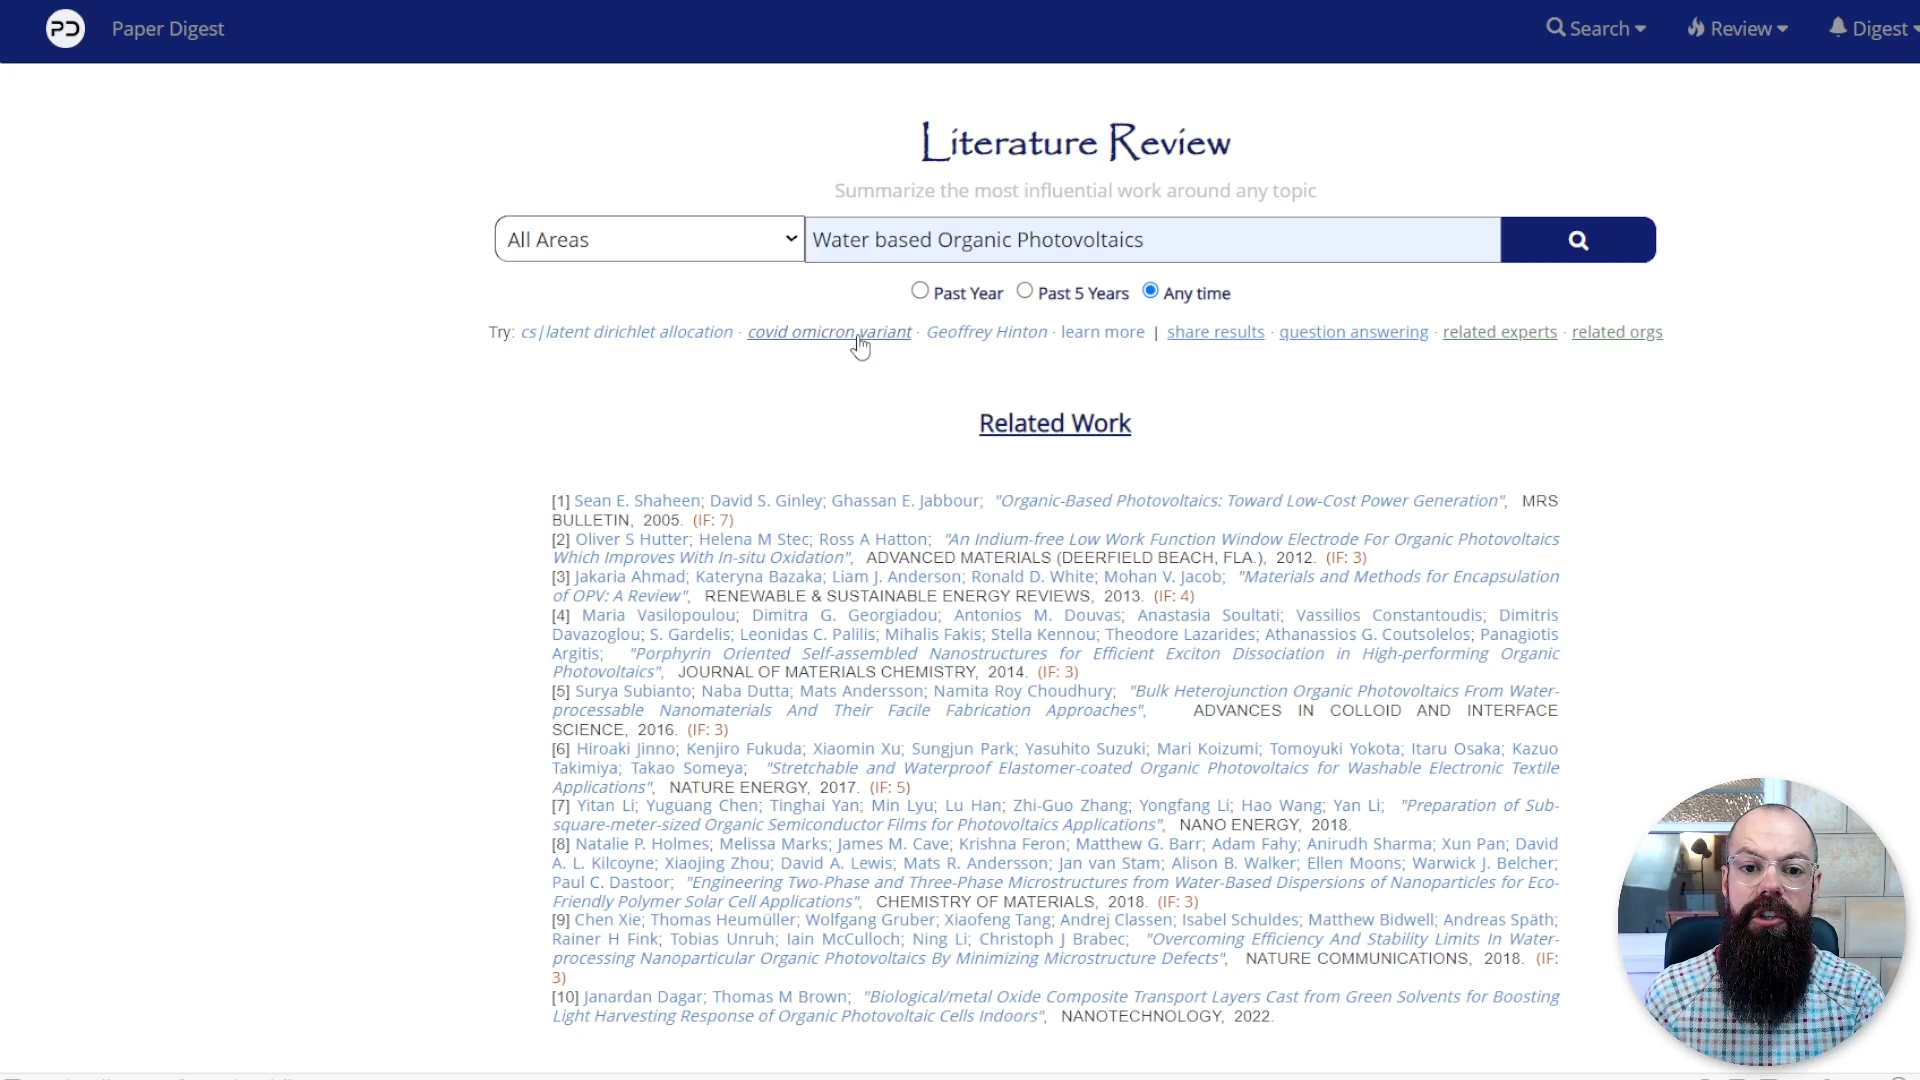 PD Paper Digest Search Review Digest
Literature Review
Summarize the most influential work around any topic
All Areas Water based Organic Photovoltaics
Past Year Past 5 Years Any time
Try: cs|latent dirichlet allocation · covid omicron variant · Geoffrey Hinton · learn more | share results · question answering · related experts · related orgs
Related Work
[1] Sean E. Shaheen; David S. Ginley; Ghassan E. Jabbour; "Organic-Based Photovoltaics: Toward Low-Cost Power Generation", MRS
BULLETIN, 2005. (IF: 7)
[2] Oliver S Hutter; Helena M Stec; Ross A Hatton; "An Indium-free Low Work Function Window Electrode For Organic Photovoltaics
Which Improves With In-situ Oxidation", ADVANCED MATERIALS (DEERFIELD BEACH, FLA.), 2012. (IF: 3)
[3] Jakaria Ahmad; Kateryna Bazaka; Liam J. Anderson; Ronald D. White; Mohan V. Jacob; "Materials and Methods for Encapsulation
of OPV: A Review", RENEWABLE & SUSTAINABLE ENERGY REVIEWS, 2013. (IF: 4)
[4] Maria Vasilopoulou; Dimitra G. Georgiadou; Antonios M. Douvas; Anastasia Soultati; Vassilios Constantoudis; Dimitris
Davazoglou; S. Gardelis; Leonidas C. Palilis; Mihalis Fakis; Stella Kennou; Theodore Lazarides; Athanassios G. Coutsolelos; Panagiotis
Argitis; "Porphyrin Oriented Self-assembled Nanostructures for Efficient Exciton Dissociation in High-performing Organic
Photovoltaics", JOURNAL OF MATERIALS CHEMISTRY, 2014. (IF: 3)
[5] Surya Subianto; Naba Dutta; Mats Andersson; Namita Roy Choudhury; "Bulk Heterojunction Organic Photovoltaics From Water-
processable Nanomaterials And Their Facile Fabrication Approaches", ADVANCES IN COLLOID AND INTERFACE
SCIENCE, 2016. (IF: 3)
[6] Hiroaki Jinno; Kenjiro Fukuda; Xiaomin Xu; Sungjun Park; Yasuhito Suzuki; Mari Koizumi; Tomoyuki Yokota; Itaru Osaka; Kazuo
Takimiya; Takao Someya; "Stretchable and Waterproof Elastomer-coated Organic Photovoltaics for Washable Electronic Textile
Applications", NATURE ENERGY, 2017. (IF: 5)
[7] Yitan Li; Yuguang Chen; Tinghai Yan; Min Lyu; Lu Han; Zhi-Guo Zhang; Yongfang Li; Hao Wang; Yan Li; "Preparation of Sub-
square-meter-sized Organic Semiconductor Films for Photovoltaics Applications", NANO ENERGY, 2018.
[8] Natalie P. Holmes; Melissa Marks; James M. Cave; Krishna Feron; Matthew G. Barr; Adam Fahy; Anirudh Sharma; Xun Pan; David
A. L. Kilcoyne; Xiaojing Zhou; David A. Lewis; Mats R. Andersson; Jan van Stam; Alison B. Walker; Ellen Moons; Warwick J. Belcher;
Paul C. Dastoor; "Engineering Two-Phase and Three-Phase Microstructures from Water-Based Dispersions of Nanoparticles for Eco-
Friendly Polymer Solar Cell Applications", CHEMISTRY OF MATERIALS, 2018. (IF: 3)
[9] Chen Xie; Thomas Heumüller; Wolfgang Gruber; Xiaofeng Tang; Andrej Classen; Isabel Schuldes; Matthew Bidwell; Andreas Späth;
Rainer H Fink; Tobias Unruh; Iain McCulloch; Ning Li; Christoph J Brabec; "Overcoming Efficiency And Stability Limits In Water-
processing Nanoparticular Organic Photovoltaics By Minimizing Microstructure Defects", NATURE COMMUNICATIONS, 2018. (IF:
3)
[10] Janardan Dagar; Thomas M Brown; "Biological/metal Oxide Composite Transport Layers Cast from Green Solvents for Boosting
Light Harvesting Response of Organic Photovoltaic Cells Indoors", NANOTECHNOLOGY, 2022.